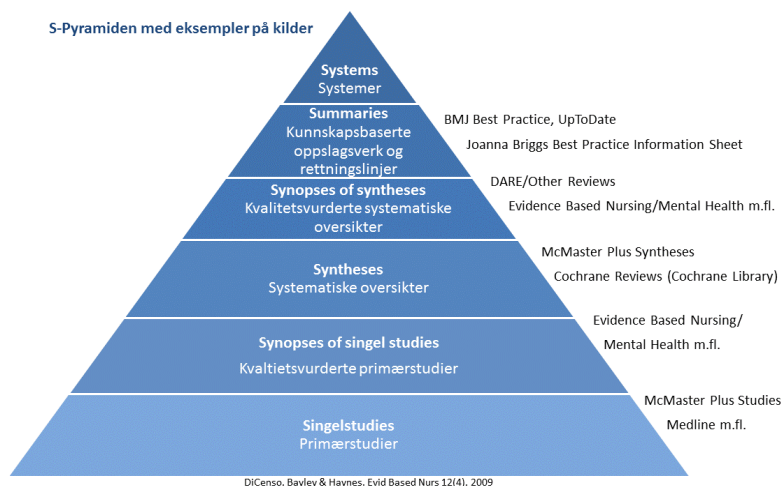 S-Pyramiden med eksempler på kilder
Systems
Systemer
Summaries
Kunnskapsbaserte
oppslagsverk og
rettningslinjer
BMJ Best Practice, UpToDate
Joanna Briggs Best Practice Information Sheet
Synopses of syntheses
Kvalitetsvurderte systematiske
oversikter
DARE/Other Reviews
Evidence Based Nursing/Mental Health m.fl.
Syntheses
Systematiske oversikter
McMaster Plus Syntheses
Cochrane Reviews (Cochrane Library)
Synopses of singel studies
Kvaltietsvurderte primærstudier
Evidence Based Nursing/
Mental Health m.fl.
Singelstudies
Primærstudier
McMaster Plus Studies
Medline m.fl.
DiCenso, Bayley & Haynes. Evid Based Nurs 12(4). 2009